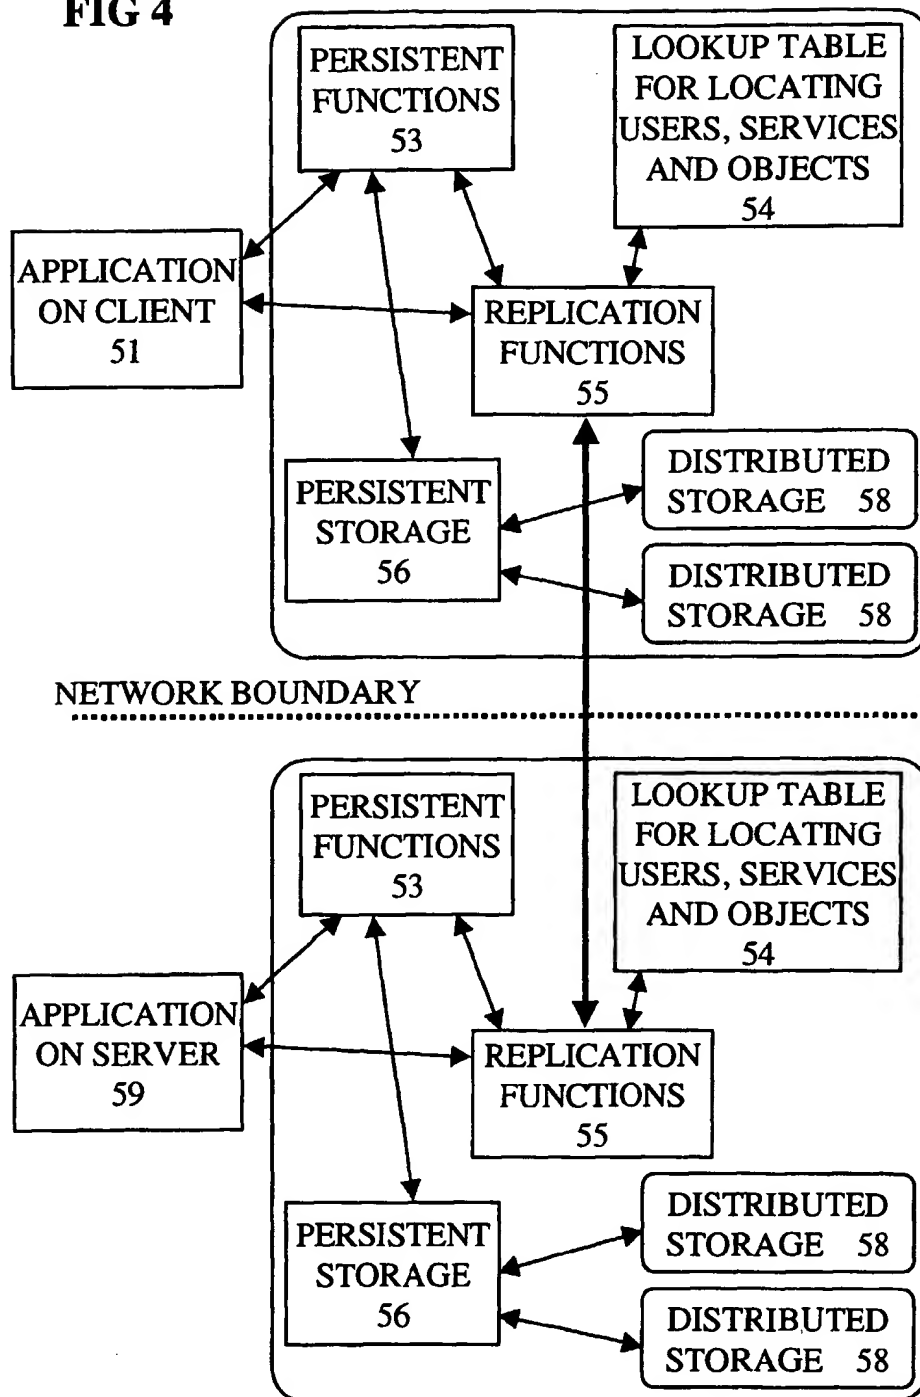 FIG 4
PERSISTENT
FUNCTIONS
53
LOOKUP TABLE
FOR LOCATING
USERS, SERVICES
AND OBJECTS
54
APPLICATION
ON CLIENT
51
REPLICATION
FUNCTIONS
55
PERSISTENT
STORAGE
56
DISTRIBUTED
STORAGE 58
DISTRIBUTED
STORAGE 58
NETWORK BOUNDARY
PERSISTENT
FUNCTIONS
53
LOOKUP TABLE
FOR LOCATING
USERS, SERVICES
AND OBJECTS
54
APPLICATION
ON SERVER
59
REPLICATION
FUNCTIONS
55
PERSISTENT
STORAGE
56
DISTRIBUTED
STORAGE 58
DISTRIBUTED
STORAGE 58